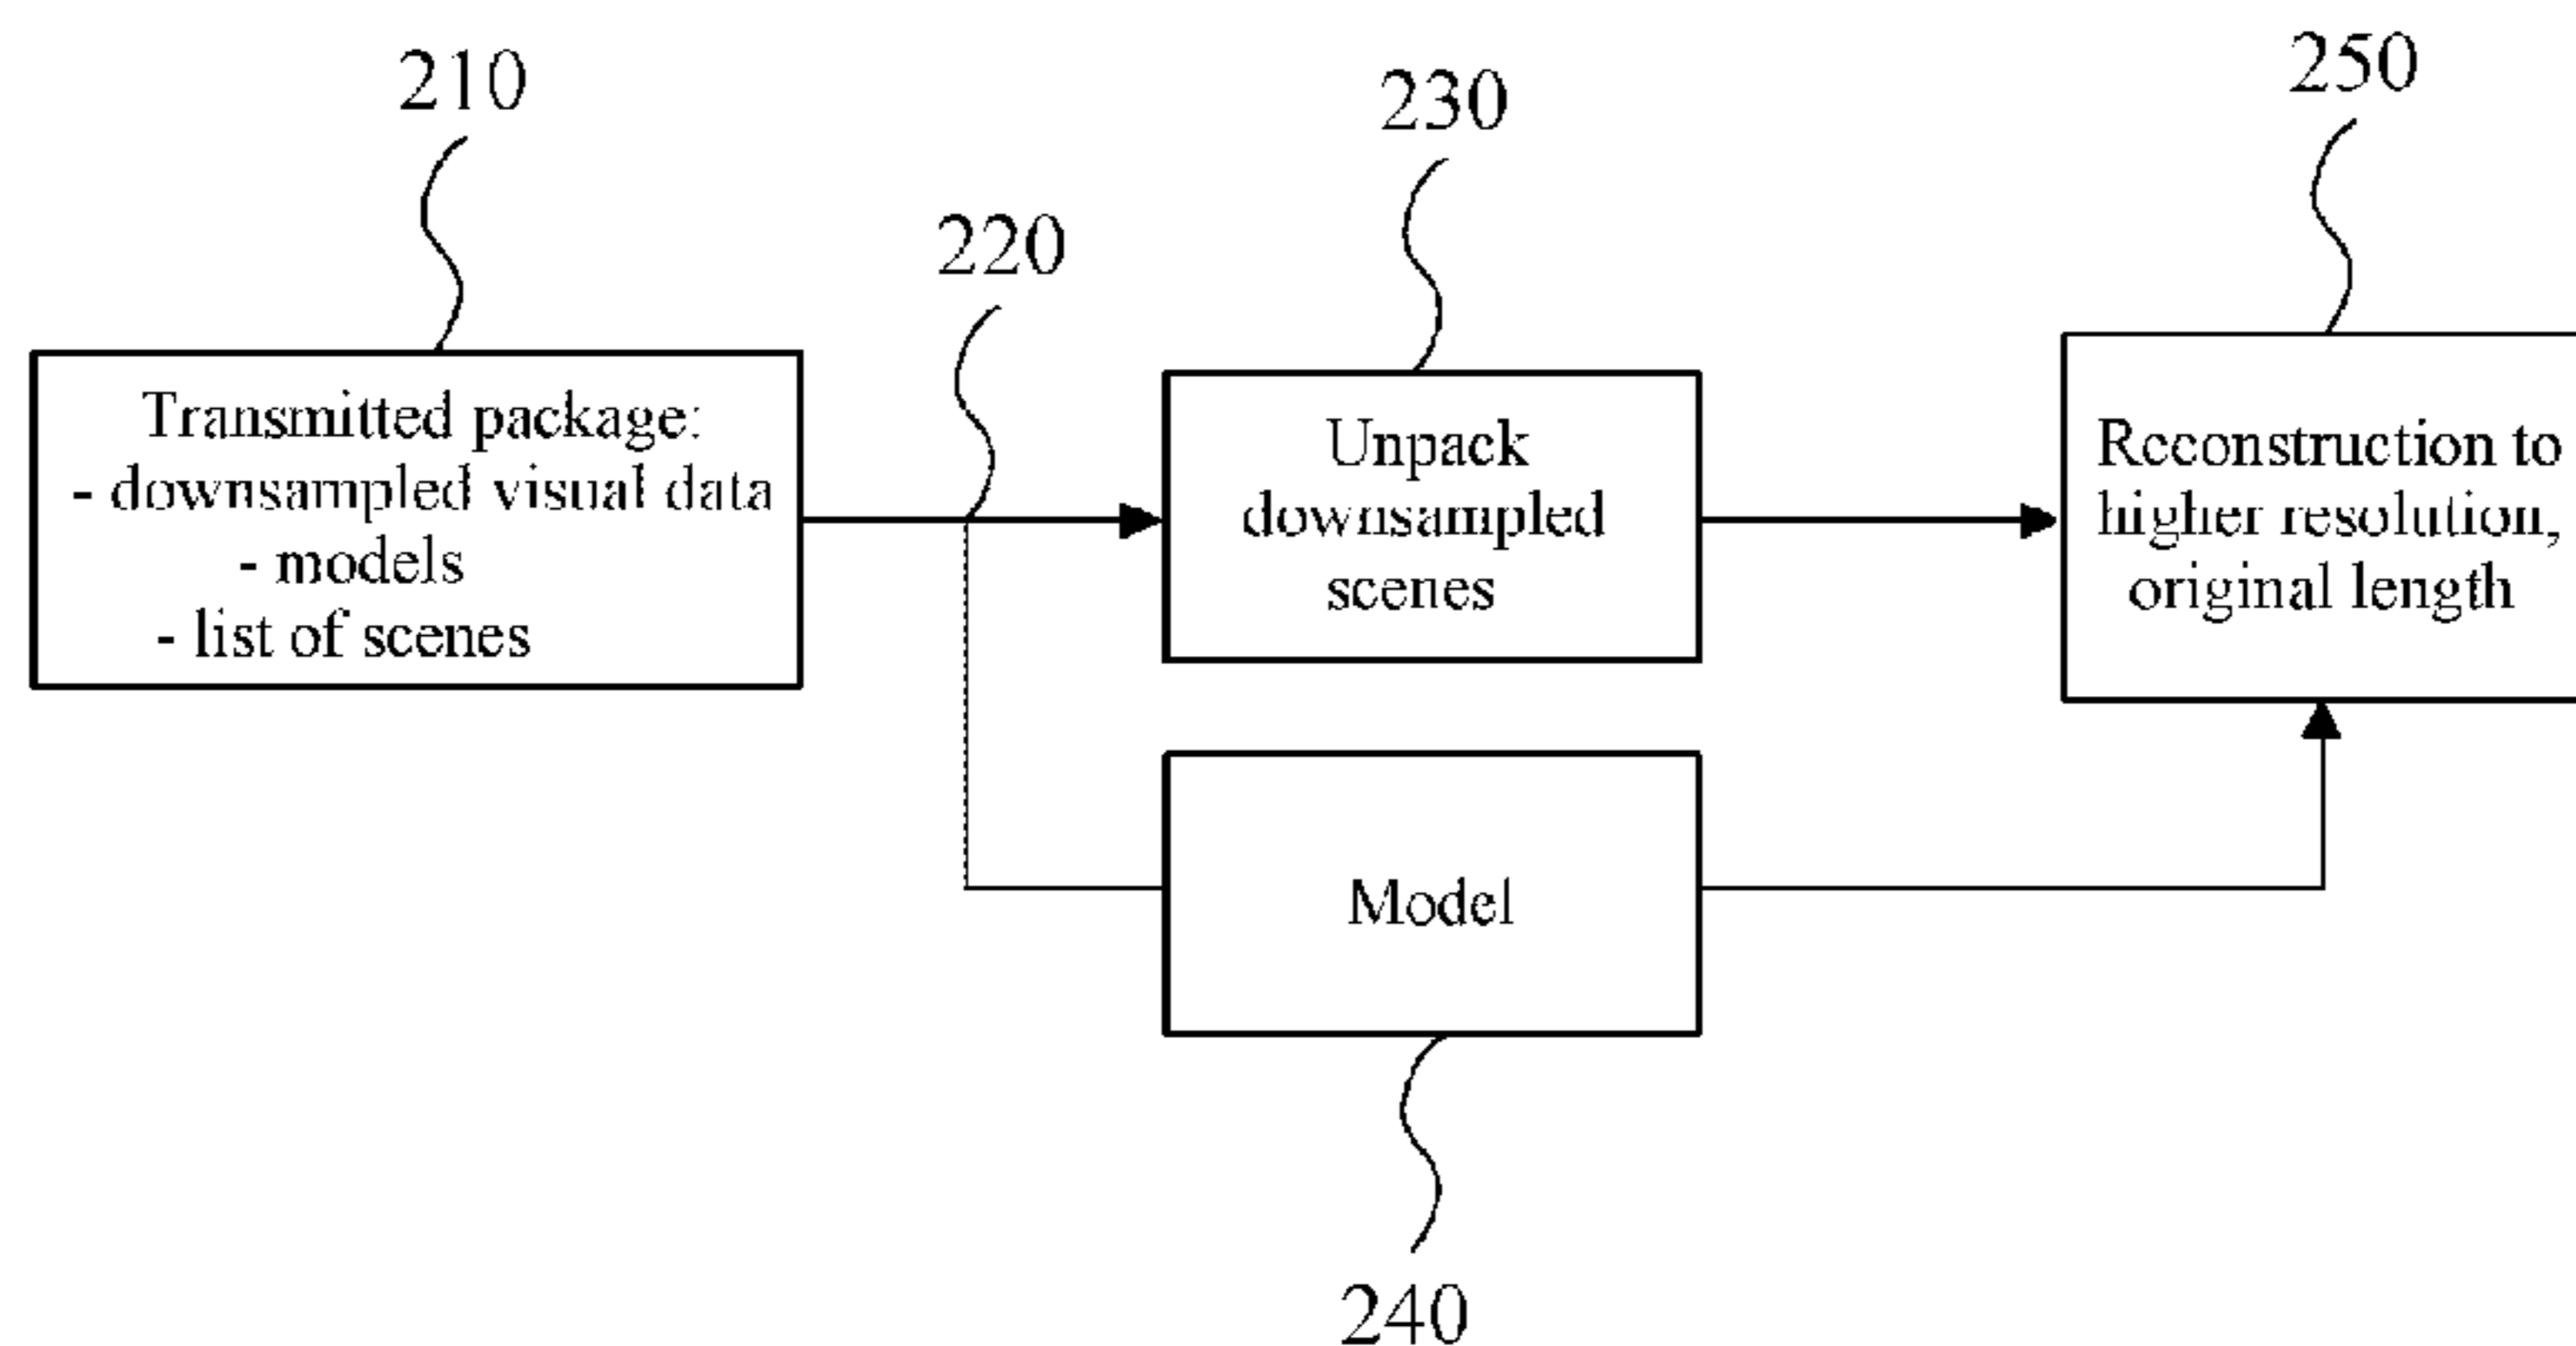 210
220
230
250
Transmitted package:
- downsampled visual data
- models
- list of scenes
Unpack
downsampled
scenes
Reconstruction to
higher resolution,
original length
Model
240